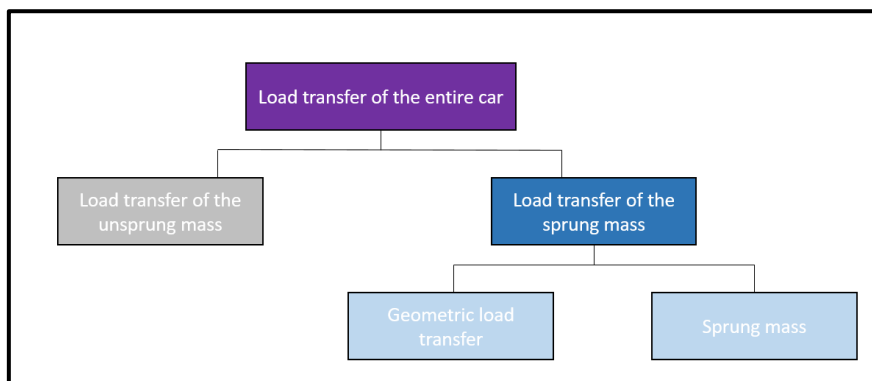 Load transfer of the entire car
Load transfer of the
unsprung mass
Load transfer of the
sprung mass
Geometric load
transfer
Sprung mass